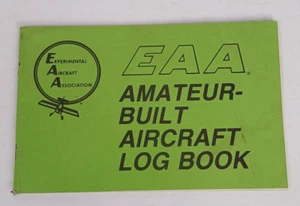 EXPERIMENTAL
AIRCRAFT
ASSOCIATION
EAA®
AMATEUR-
BUILT
AIRCRAFT
LOG BOOK